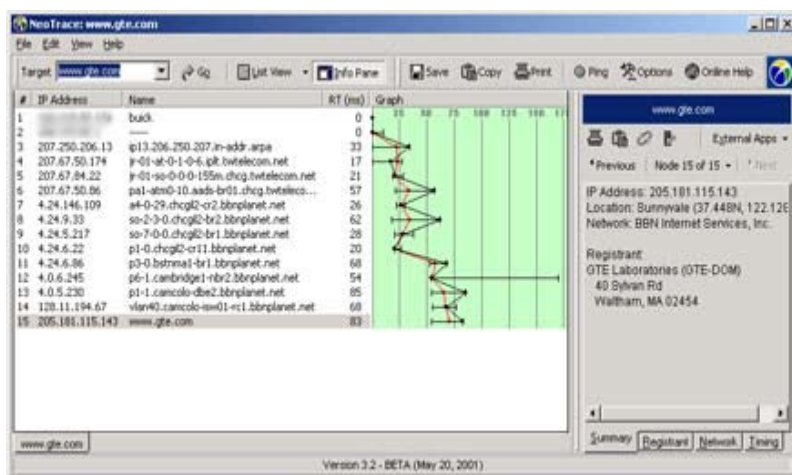 NeoTrace: www.gte.com
File Edit View Help
Target www.gte.com Go List View Info Pane Save Copy Print Ping Options Online Help
# IP Address Name RT (ms) Graph
25 50 75 100 125 150
1 buick 0
2 ----- 0
3 207.250.206.13 ip13.206.250.207.in-addr.arpa 33
4 207.67.50.174 jr-01-at-0-1-0-6.iplt.twtelecom.net 17
5 207.67.84.22 jr-01-so-0-0-0-155m.chcg.twtelecom.net 21
6 207.67.50.86 pa1-atm0-10.aads-br01.chcg.twteleco... 57
7 4.24.146.109 a4-0-29.chcgil2-cr2.bbnplanet.net 26
8 4.24.9.33 so-2-3-0.chcgil2-br2.bbnplanet.net 62
9 4.24.5.217 so-7-0-0.chcgil2-br1.bbnplanet.net 28
10 4.24.6.22 p1-0.chcgil2-cr11.bbnplanet.net 20
11 4.24.6.86 p3-0.bstnma1-br1.bbnplanet.net 68
12 4.0.6.245 p6-1.cambridge1-nbr2.bbnplanet.net 54
13 4.0.5.230 p1-1.camcolo-dbe2.bbnplanet.net 85
14 128.11.194.67 vlan40.camcolo-isw01-rc1.bbnplanet.net 68
15 205.181.115.143 www.gte.com 83
www.gte.com
External Apps
Previous Node 15 of 15 Next
IP Address: 205.181.115.143
Location: Sunnyvale (37.448N, 122.126
Network: BBN Internet Services, Inc.
Registrant:
GTE Laboratories (GTE-DOM)
40 Sylvan Rd
Waltham, MA 02454
Summary Registrant Network Timing
www.gte.com
Version 3.2 - BETA (May 20, 2001)